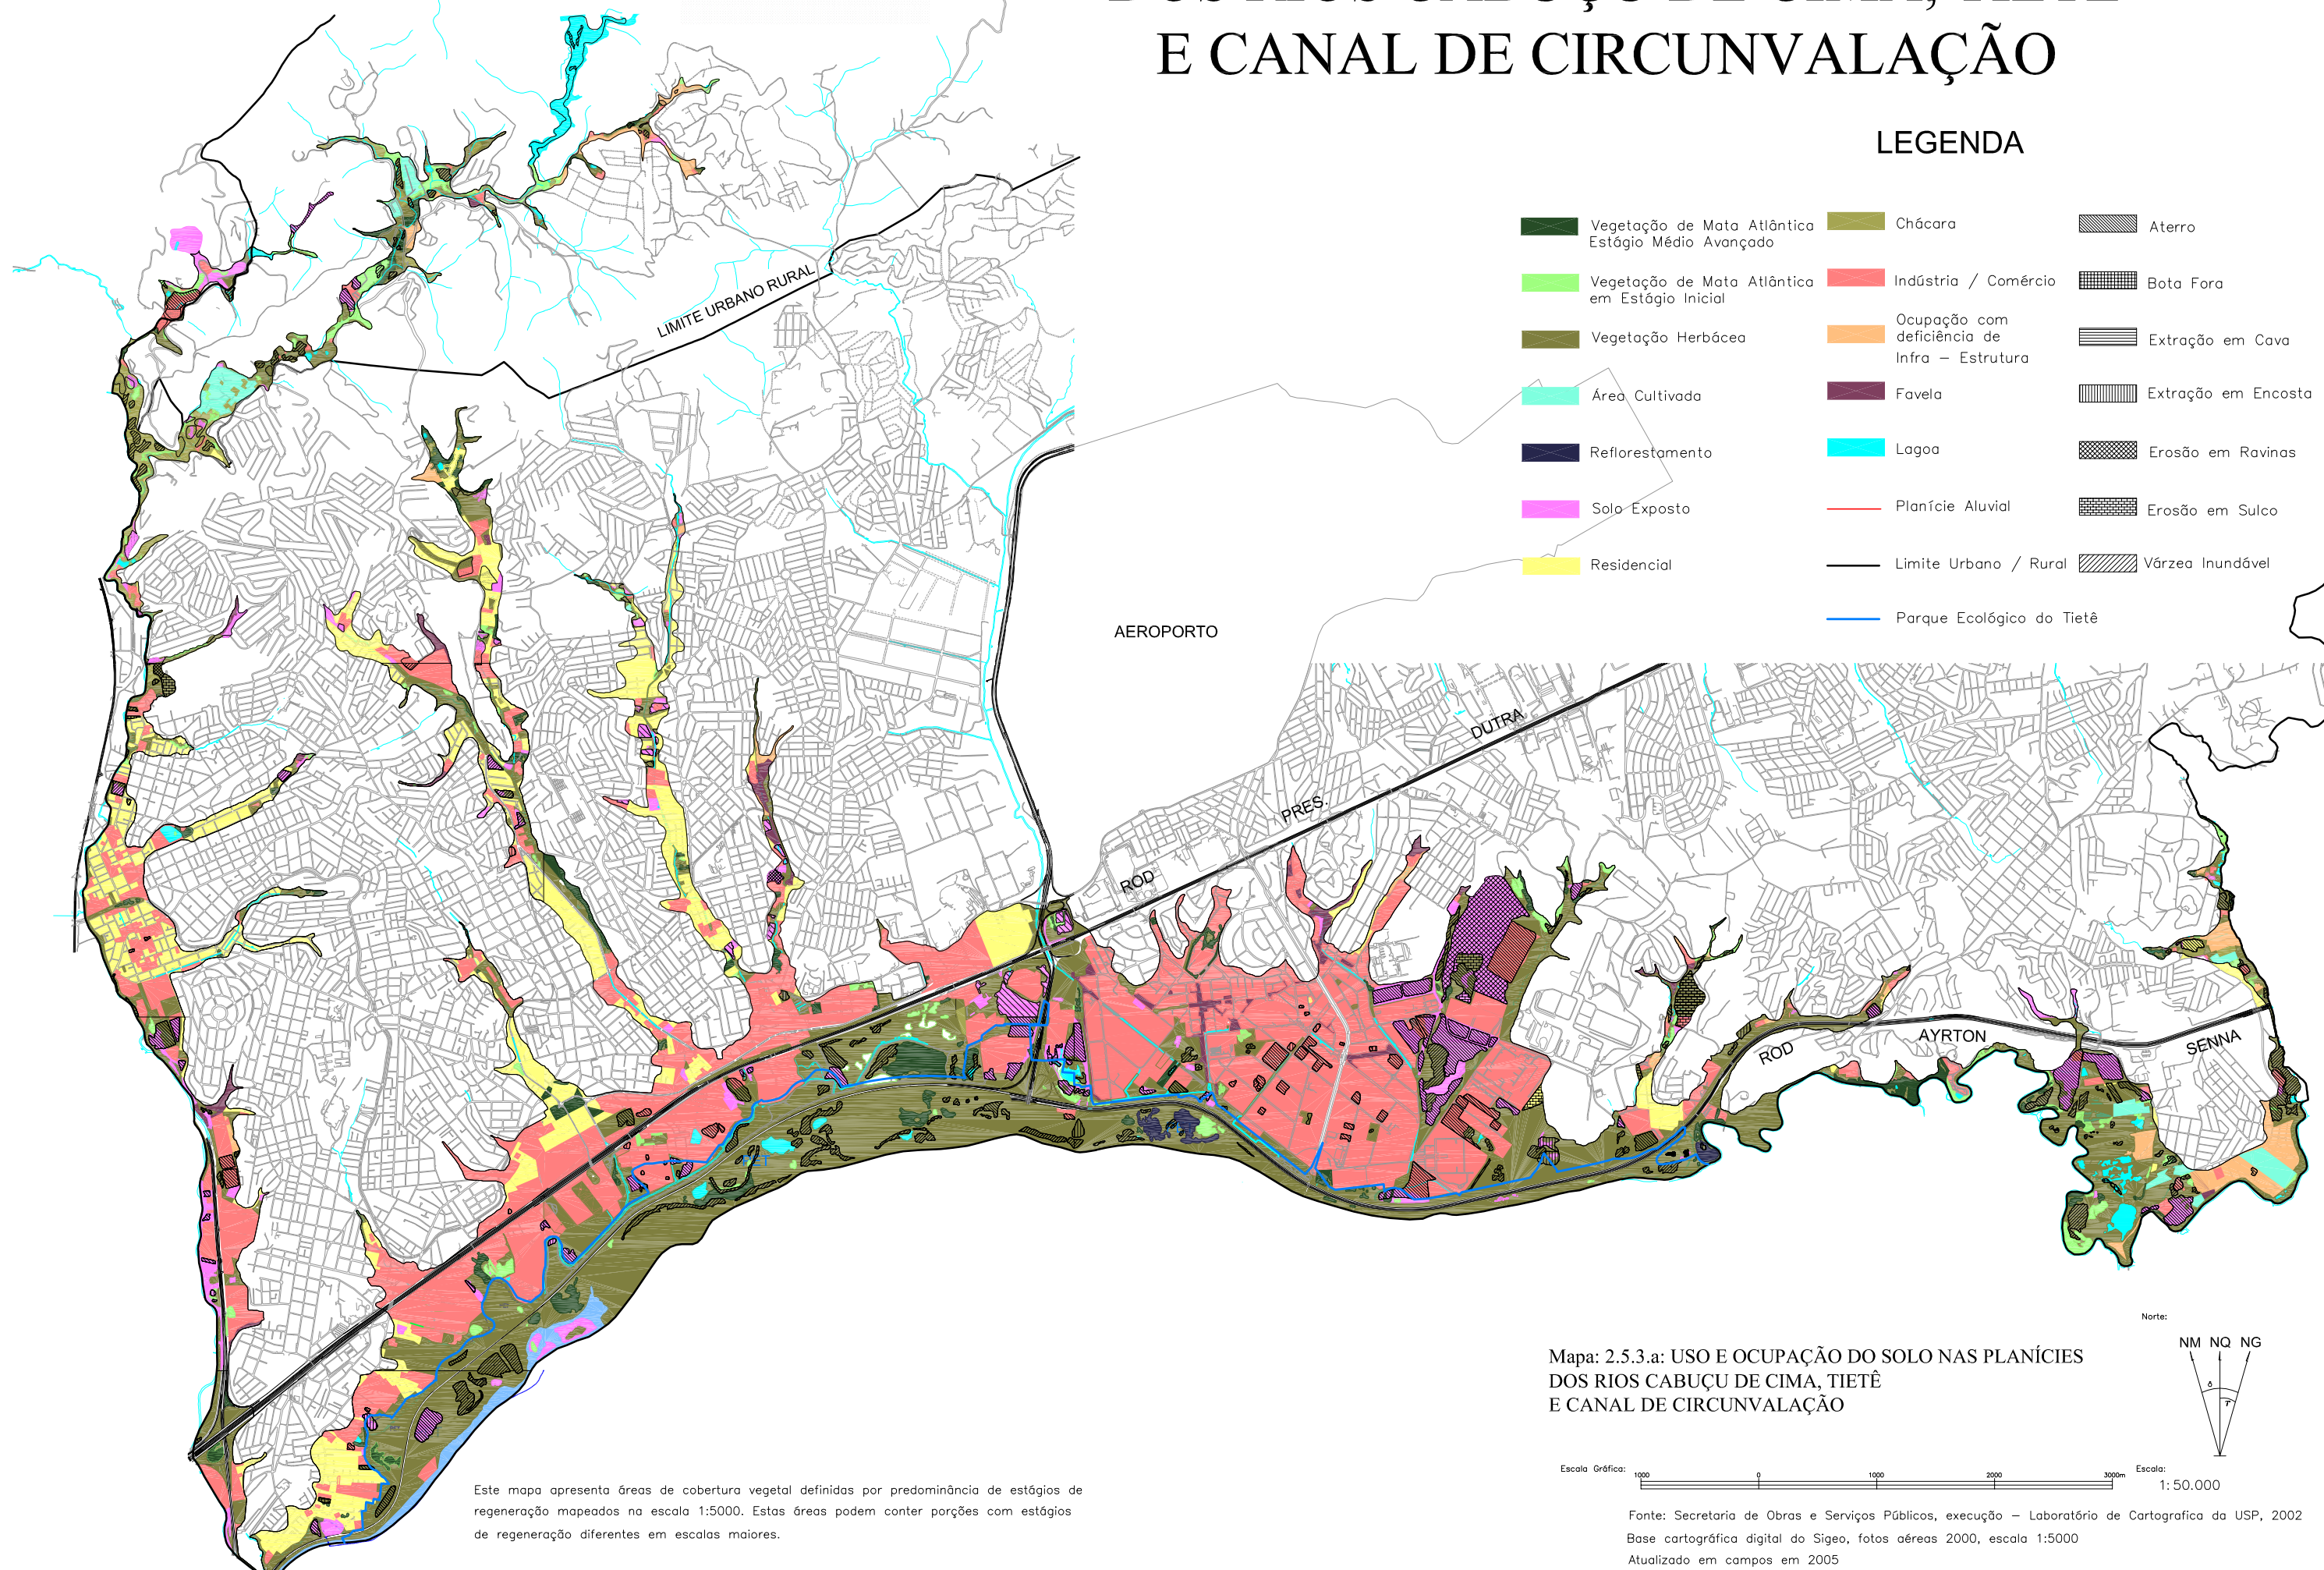 E CANAL DE CIRCUNVALAÇÃO
LEGENDA
Vegetação de Mata Atlântica
Estágio Médio Avançado
Vegetação de Mata Atlântica
em Estágio Inicial
Vegetação Herbácea
Área Cultivada
Reflorestamento
Solo Exposto
Residencial
Chácara
Indústria / Comércio
Ocupação com
deficiência de
Infra – Estrutura
Favela
Lagoa
Planície Aluvial
Limite Urbano / Rural
Parque Ecológico do Tietê
Aterro
Bota Fora
Extração em Cava
Extração em Encosta
Erosão em Ravinas
Erosão em Sulco
Várzea Inundável
LIMITE URBANO RURAL
AEROPORTO
ROD
PRES.
DUTRA
ROD
AYRTON
SENNA
Norte:
NM NQ NG
Mapa: 2.5.3.a: USO E OCUPAÇÃO DO SOLO NAS PLANÍCIES
DOS RIOS CABUÇU DE CIMA, TIETÊ
E CANAL DE CIRCUNVALAÇÃO
Escala Gráfica:
1000 0 1000 2000 3000m
Escala:
1:50.000
Este mapa apresenta áreas de cobertura vegetal definidas por predominância de estágios de
regeneração mapeados na escala 1:5000. Estas áreas podem conter porções com estágios
de regeneração diferentes em escalas maiores.
Fonte: Secretaria de Obras e Serviços Públicos, execução – Laboratório de Cartografica da USP, 2002
Base cartográfica digital do Sigeo, fotos aéreas 2000, escala 1:5000
Atualizado em campos em 2005